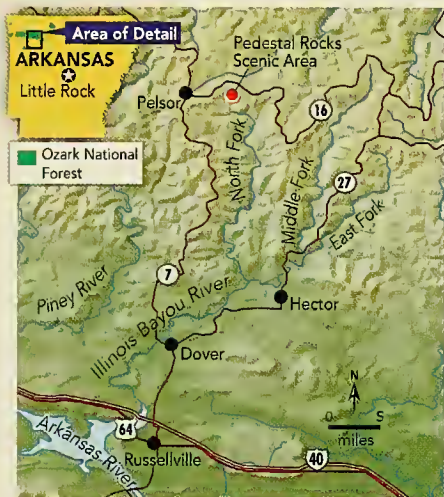 Area of Detail
ARKANSAS
Little Rock
Ozark National
Forest
Pedestal Rocks
Scenic Area
Pelsor
16
North Fork
Middle Fork
27
East Fork
7
Piney River
Illinois Bayou River
Hector
Dover
N
0 5
miles
64
40
Arkansas River
Russellville